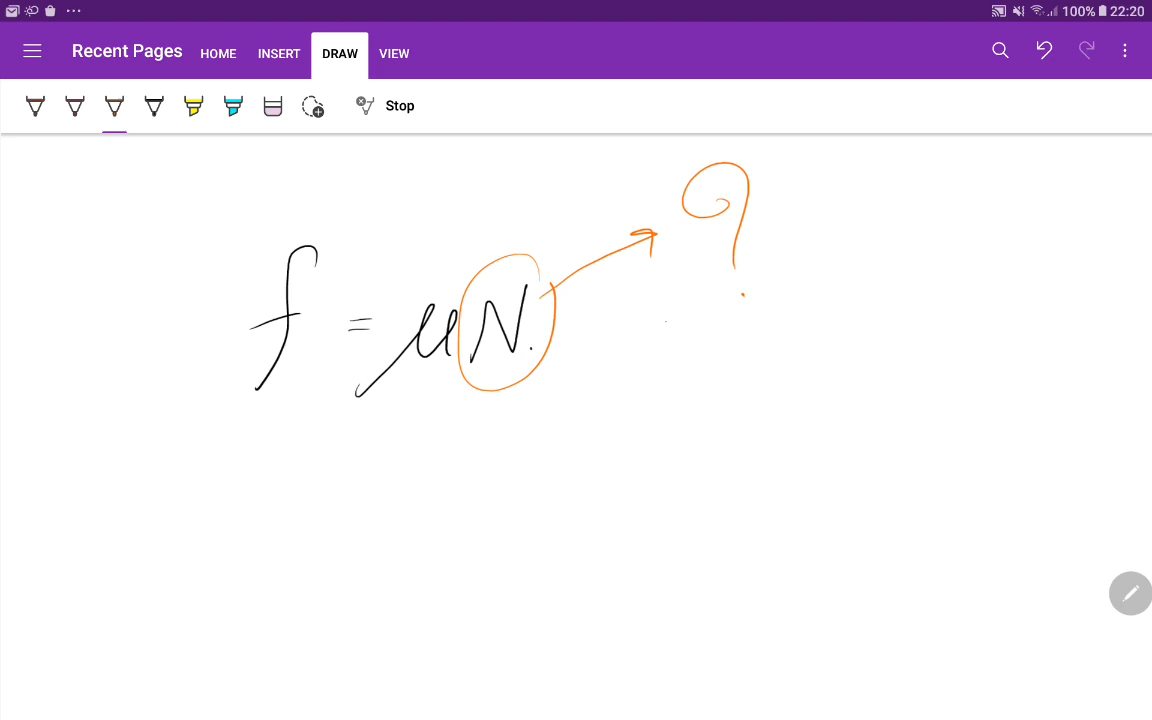 100% 22:20
Recent Pages HOME INSERT DRAW VIEW
Stop
?
f = μN.